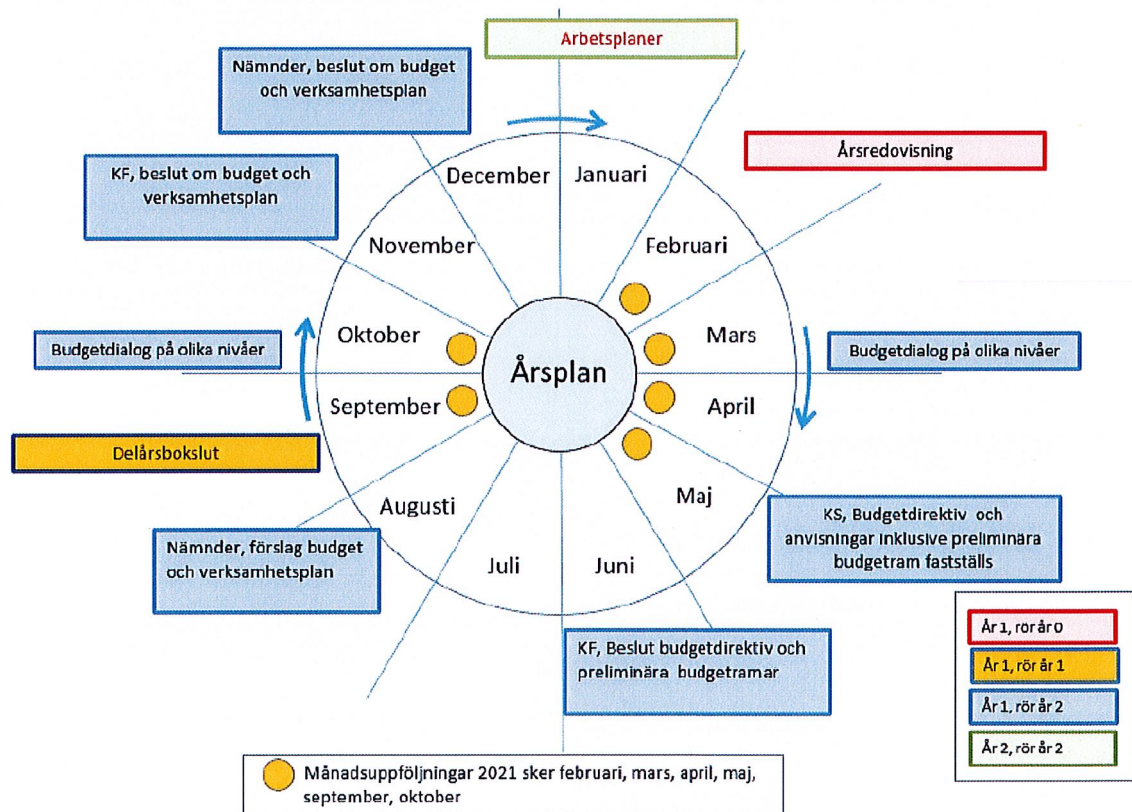 Arbetsplaner
Nämnder, beslut om budget
och verksamhetsplan
Årsredovisning
KF, beslut om budget och
verksamhetsplan
December
Januari
November
Februari
Oktober
Mars
Budgetdialog på olika nivåer
Årsplan
Budgetdialog på olika nivåer
September
April
Delårsbokslut
Augusti
Maj
Juli
Juni
Nämnder, förslag budget
och verksamhetsplan
KS, Budgetdirektiv och
anvisningar inklusive preliminära
budgetram fastställs
KF, Beslut budgetdirektiv och
preliminära budgetramar
År 1, rör år 0
År 1, rör år 1
År 1, rör år 2
År 2, rör år 2
Månadsuppföljningar 2021 sker februari, mars, april, maj,
september, oktober